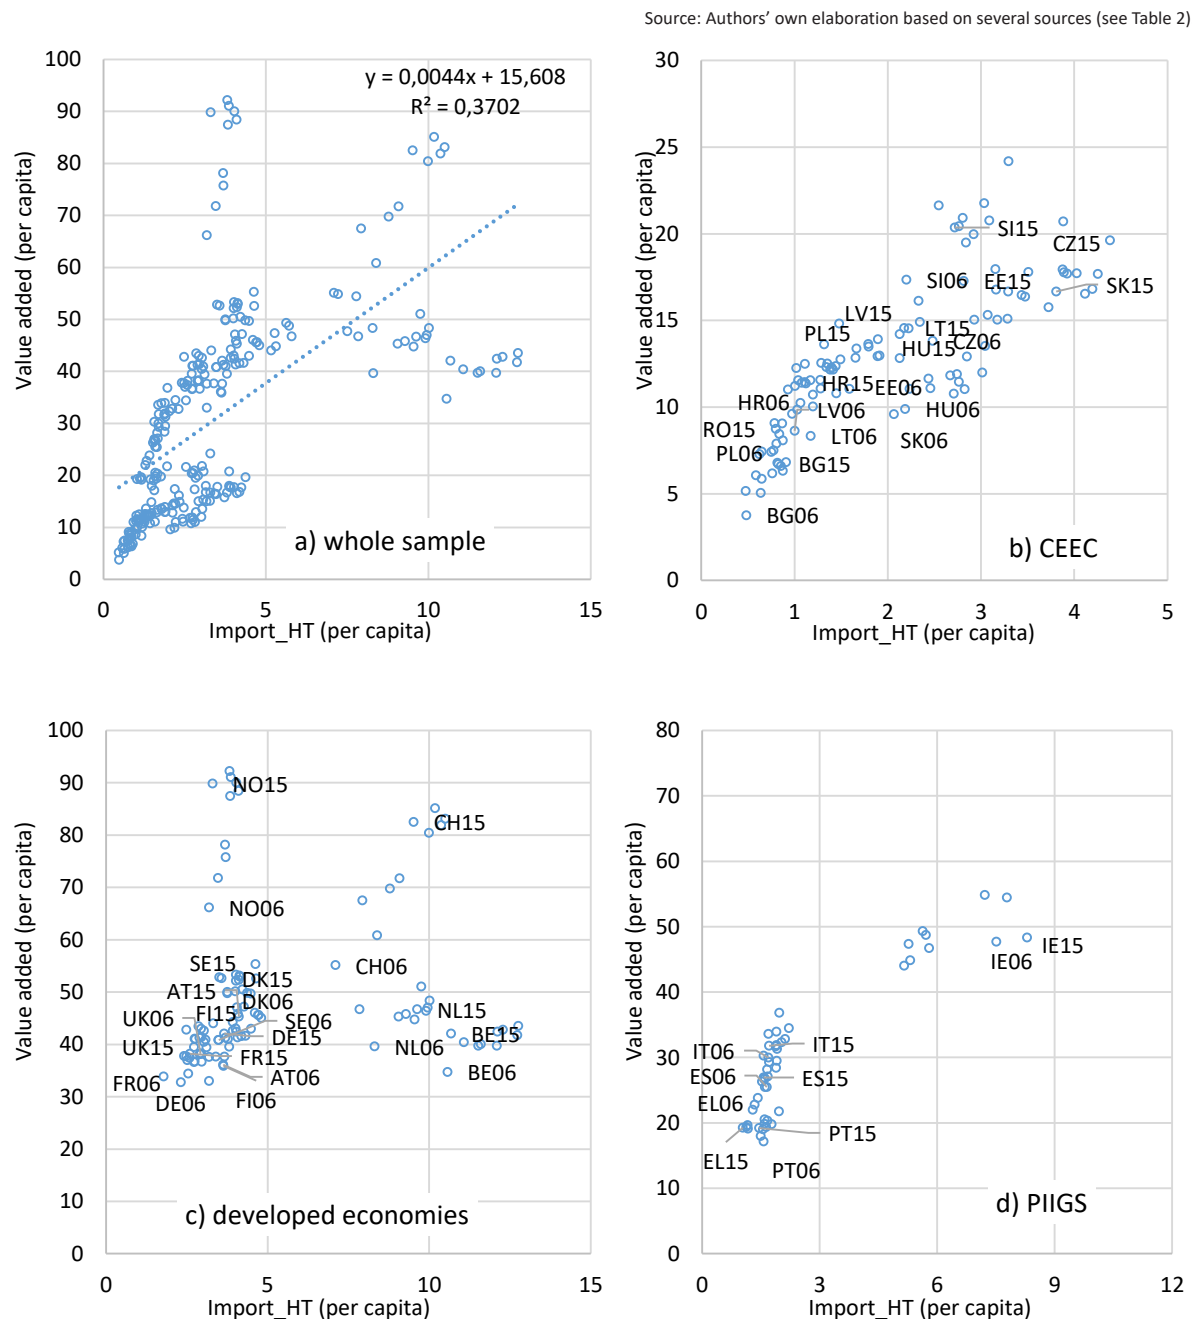 Source: Authors’ own elaboration based on several sources (see Table 2)
Value added (per capita)
100
90
80
70
60
50
40
30
20
10
0
y = 0,0044x + 15,608
R² = 0,3702
a) whole sample
0 5 10 15
Import_HT (per capita)
Value added (per capita)
30
25
20
15
10
5
0
SI15
CZ15
SI06
EE15
SK15
LV15
PL15
LT15
CZ06
HU15
HR15
EE06
HR06
LV06
HU06
RO15
LT06
SK06
PL06
BG15
BG06
b) CEEC
0 1 2 3 4 5
Import_HT (per capita)
Value added (per capita)
100
90
80
70
60
50
40
30
20
10
0
NO15
CH15
NO06
SE15
CH06
DK15
AT15
DK06
UK06
FI15
SE06
NL15
DE15
BE15
UK15
FR15
NL06
FR06
AT06
BE06
DE06
FI06
c) developed economies
0 5 10 15
Import_HT (per capita)
Value added (per capita)
80
70
60
50
40
30
20
10
0
IE15
IE06
IT06
IT15
ES06
ES15
EL06
PT15
EL15
PT06
d) PIIGS
0 3 6 9 12
Import_HT (per capita)